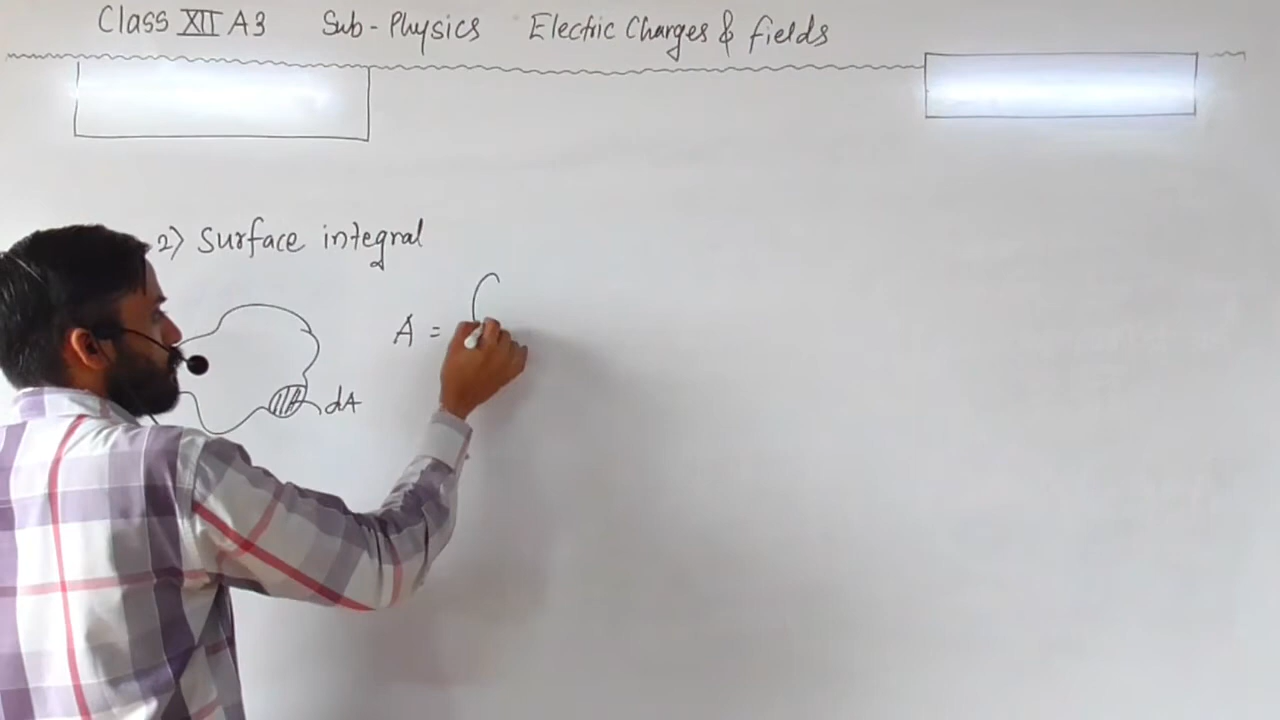 Class XII A3 Sub-Physics Electric Charges & fields
2) Surface integral
A = ∫
dA